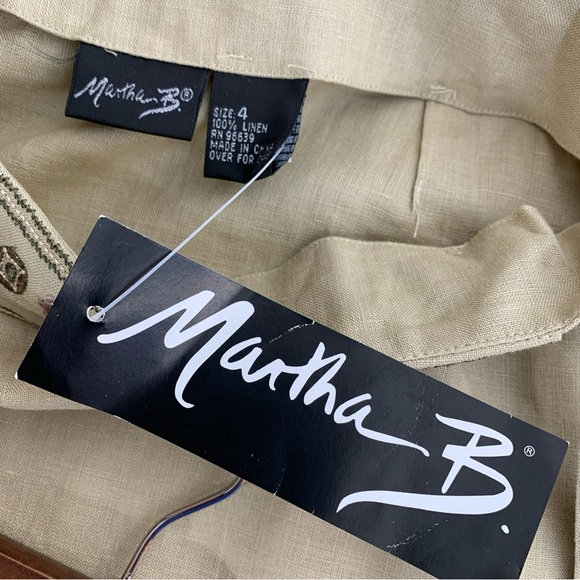 Martha B.®
SIZE: 4
100% LINEN
RN 96639
MADE IN
OVER FOR
Martha B.®